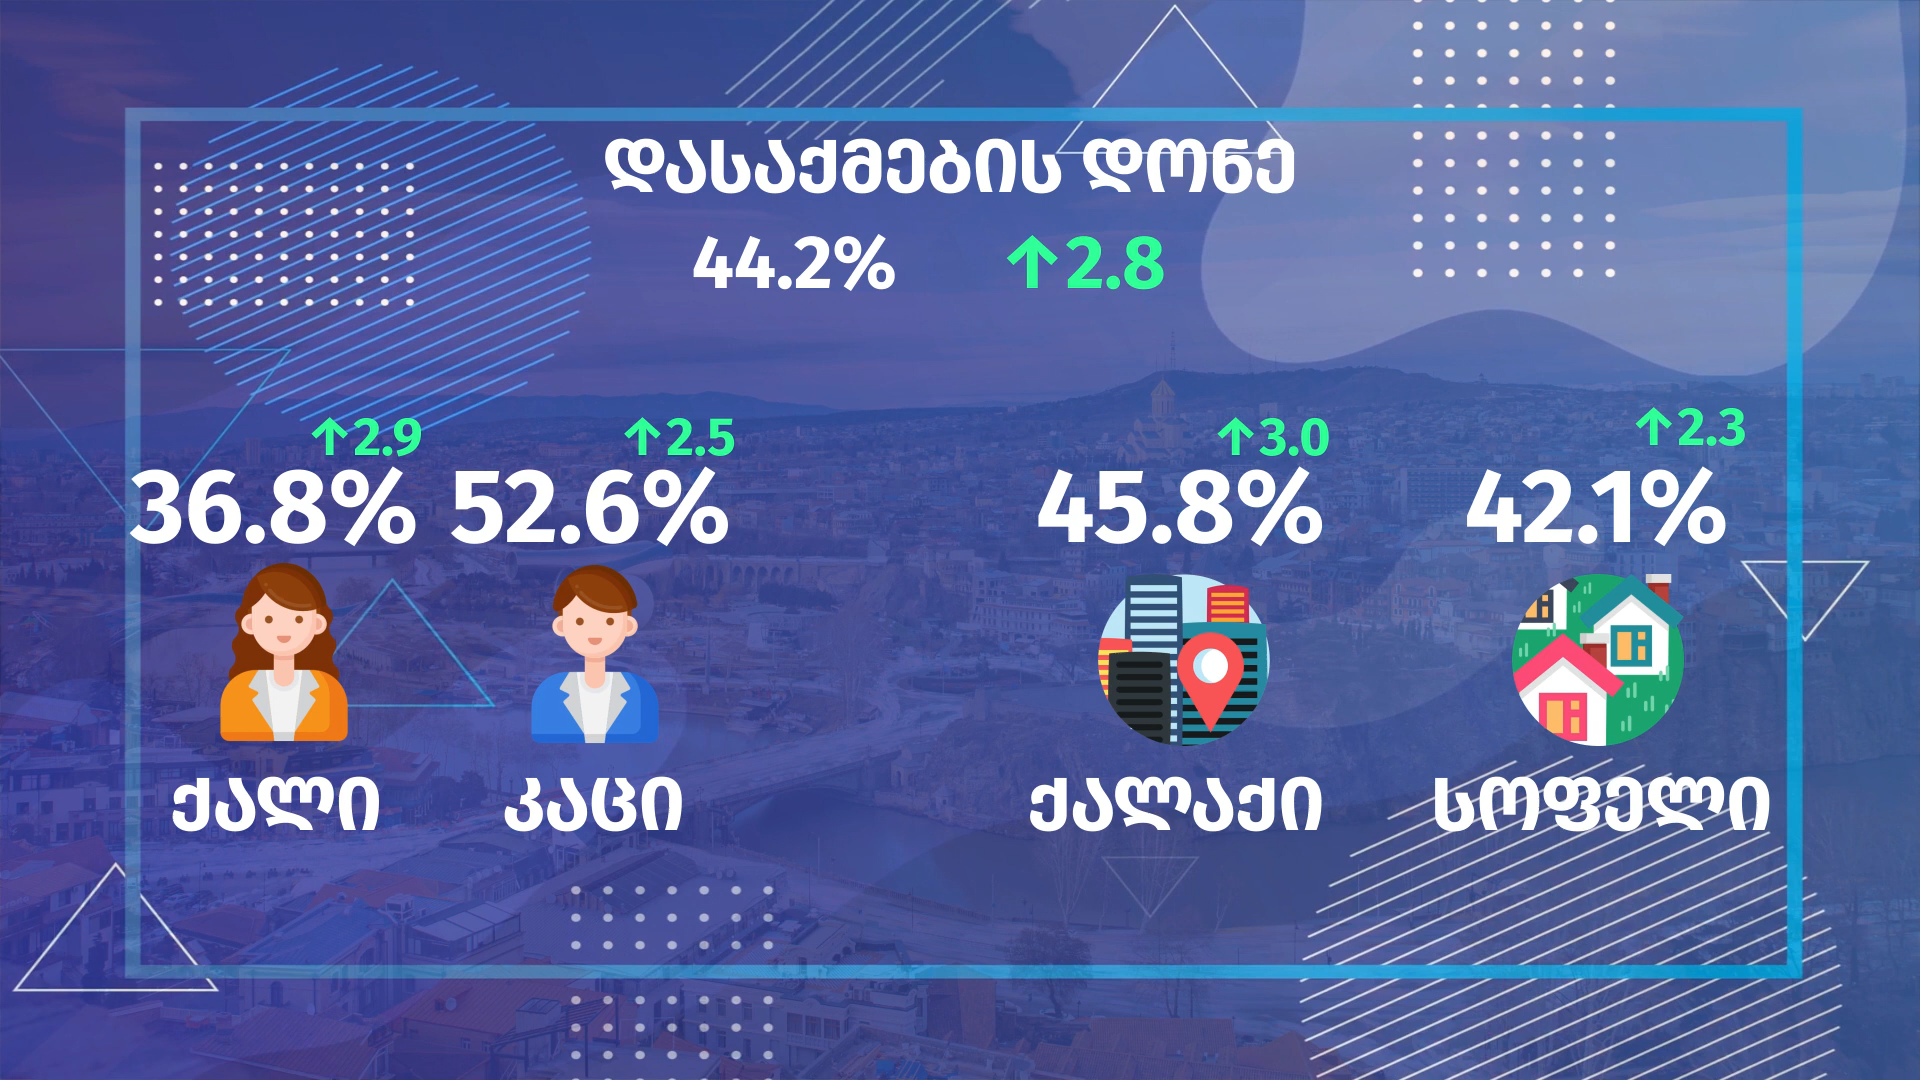 დასაქმების დონე
44.2% ↑2.8
↑2.9 ↑2.5 ↑3.0 ↑2.3
36.8% 52.6% 45.8% 42.1%
ქალი კაცი ქალაქი სოფელი